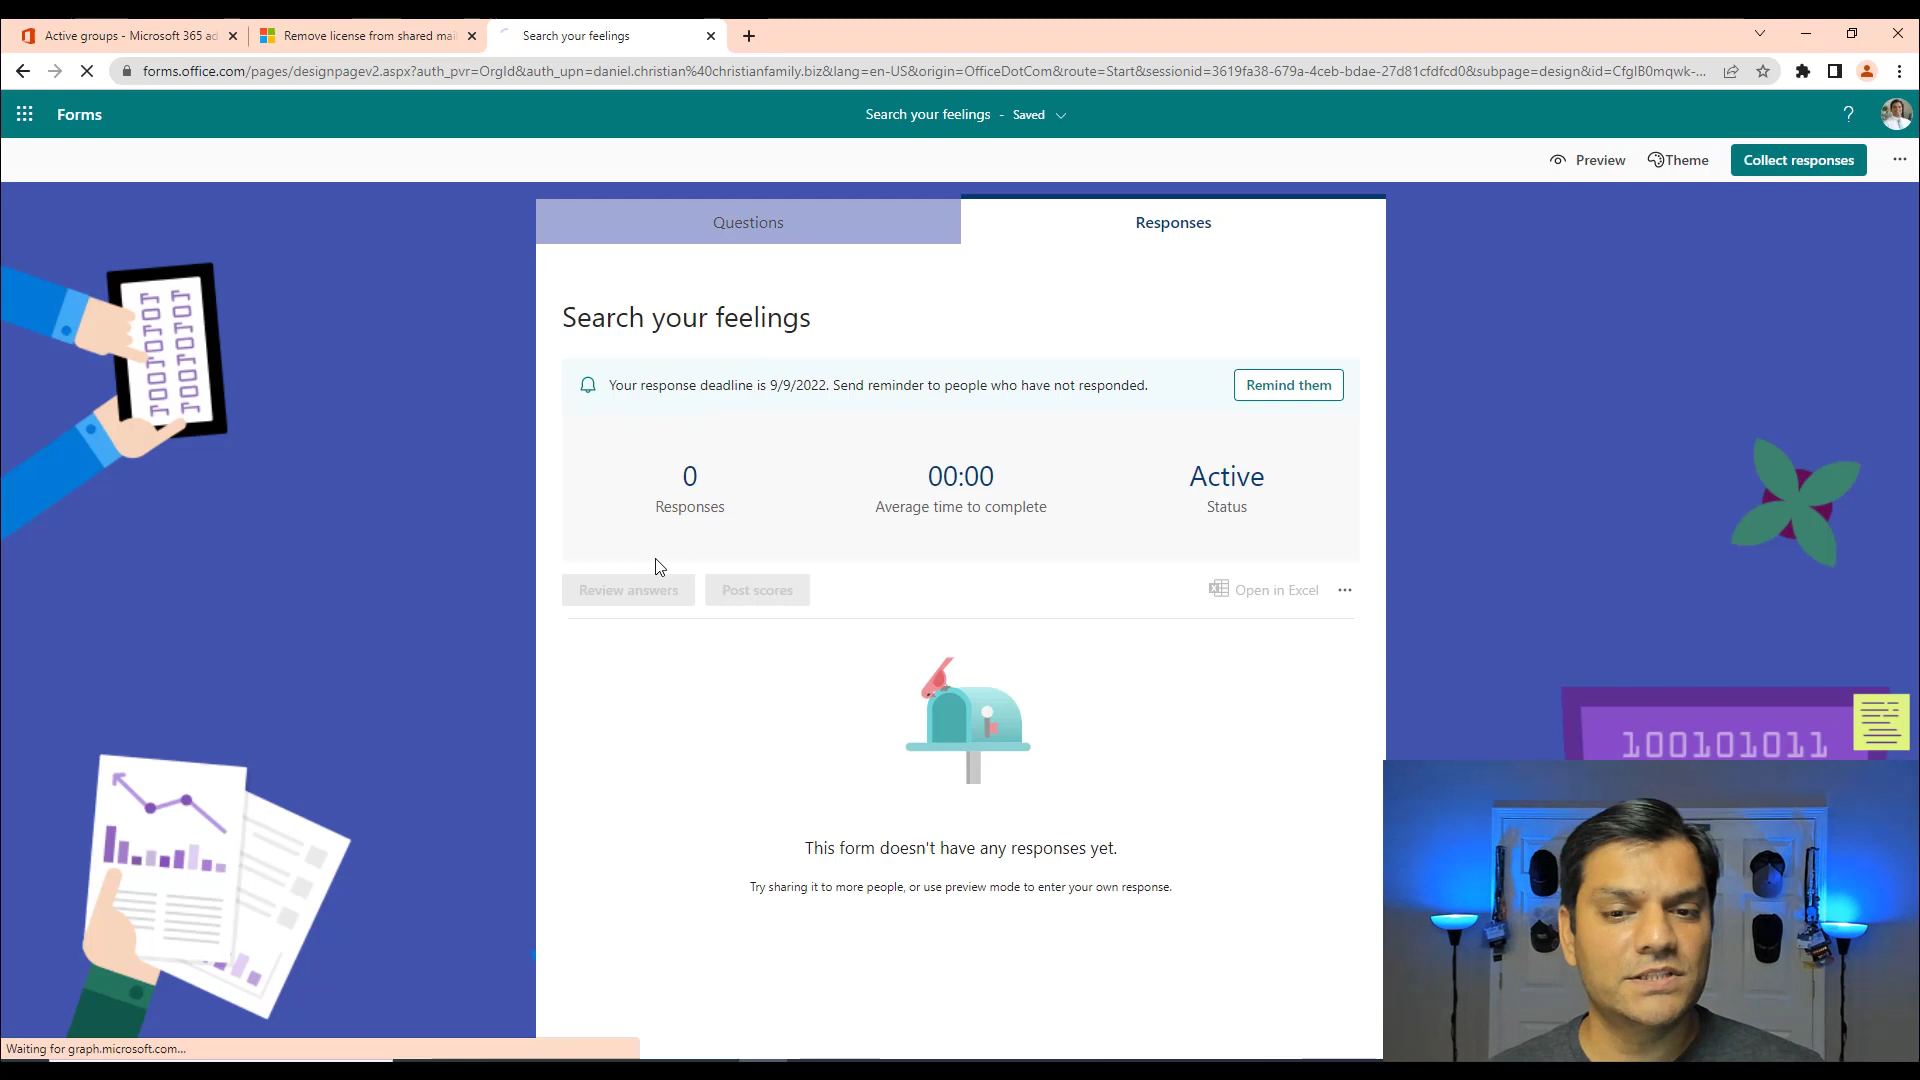 Active groups - Microsoft 365 ad
Remove license from shared mai
Search your feelings
forms.office.com/pages/designpagev2.aspx?auth_pvr=OrgId&auth_upn=daniel.christian%40christianfamily.biz&lang=en-US&origin=OfficeDotCom&route=Start&sessionid=3619fa38-679a-4ceb-bdae-27d81cfdfcd0&subpage=design&id=CfgIB0mqwk-...
Forms
Search your feelings - Saved
?
Preview
Theme
Collect responses
Questions
Responses
Search your feelings
Your response deadline is 9/9/2022. Send reminder to people who have not responded.
Remind them
0
Responses
00:00
Average time to complete
Active
Status
Review answers
Post scores
Open in Excel
This form doesn't have any responses yet.
Try sharing it to more people, or use preview mode to enter your own response.
100101011
Waiting for graph.microsoft.com...